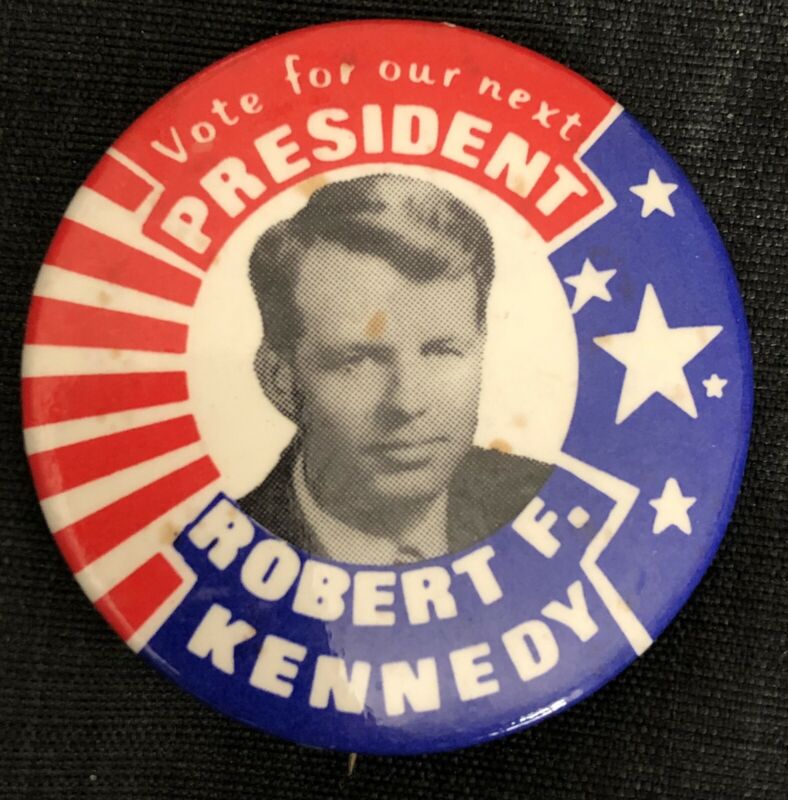 Vote for our next
PRESIDENT
ROBERT F.
KENNEDY